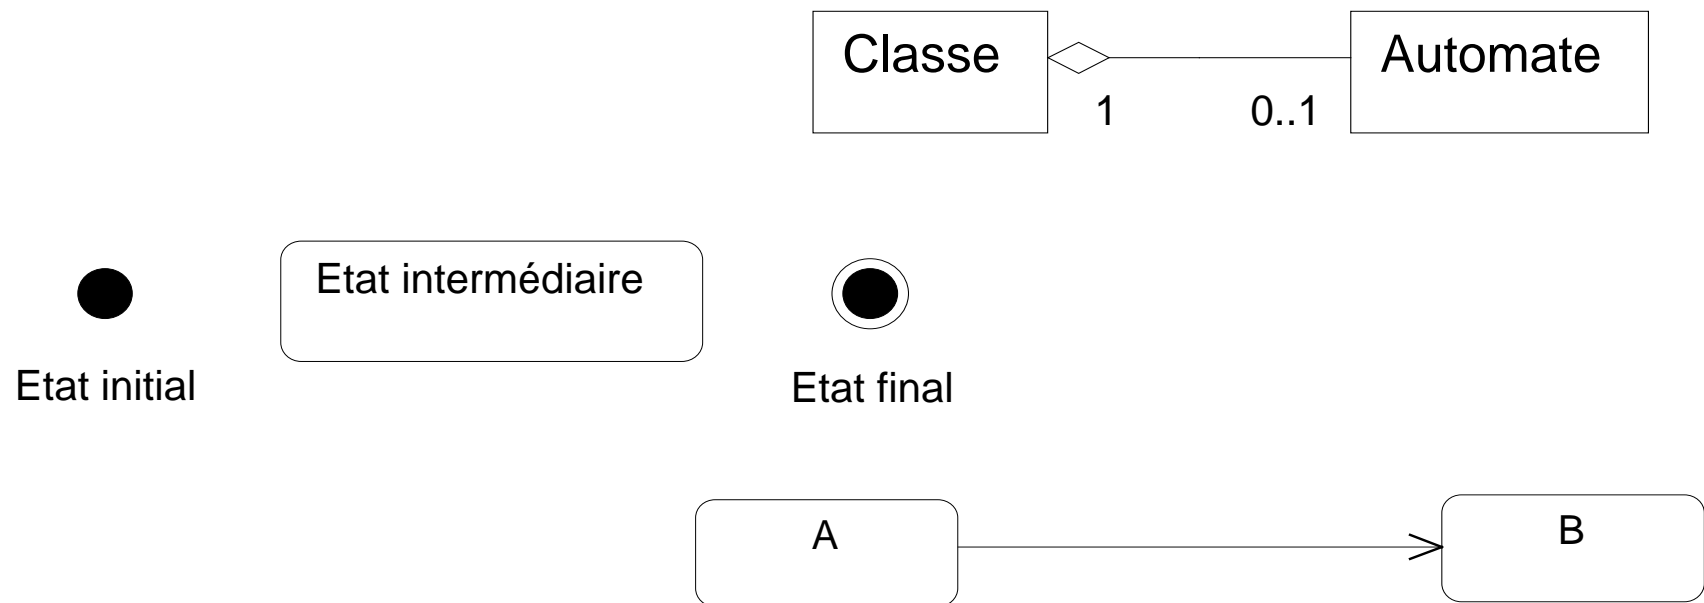 Classe
Automate
1
0..1
Etat intermédiaire
Etat initial
Etat final
A
B